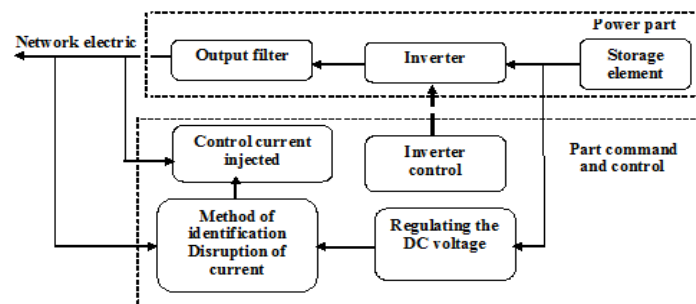 Power part
Network electric
Output filter
Inverter
Storage
element
Control current
injected
Inverter
control
Part command
and control
Method of
identification
Disruption of
current
Regulating the
DC voltage